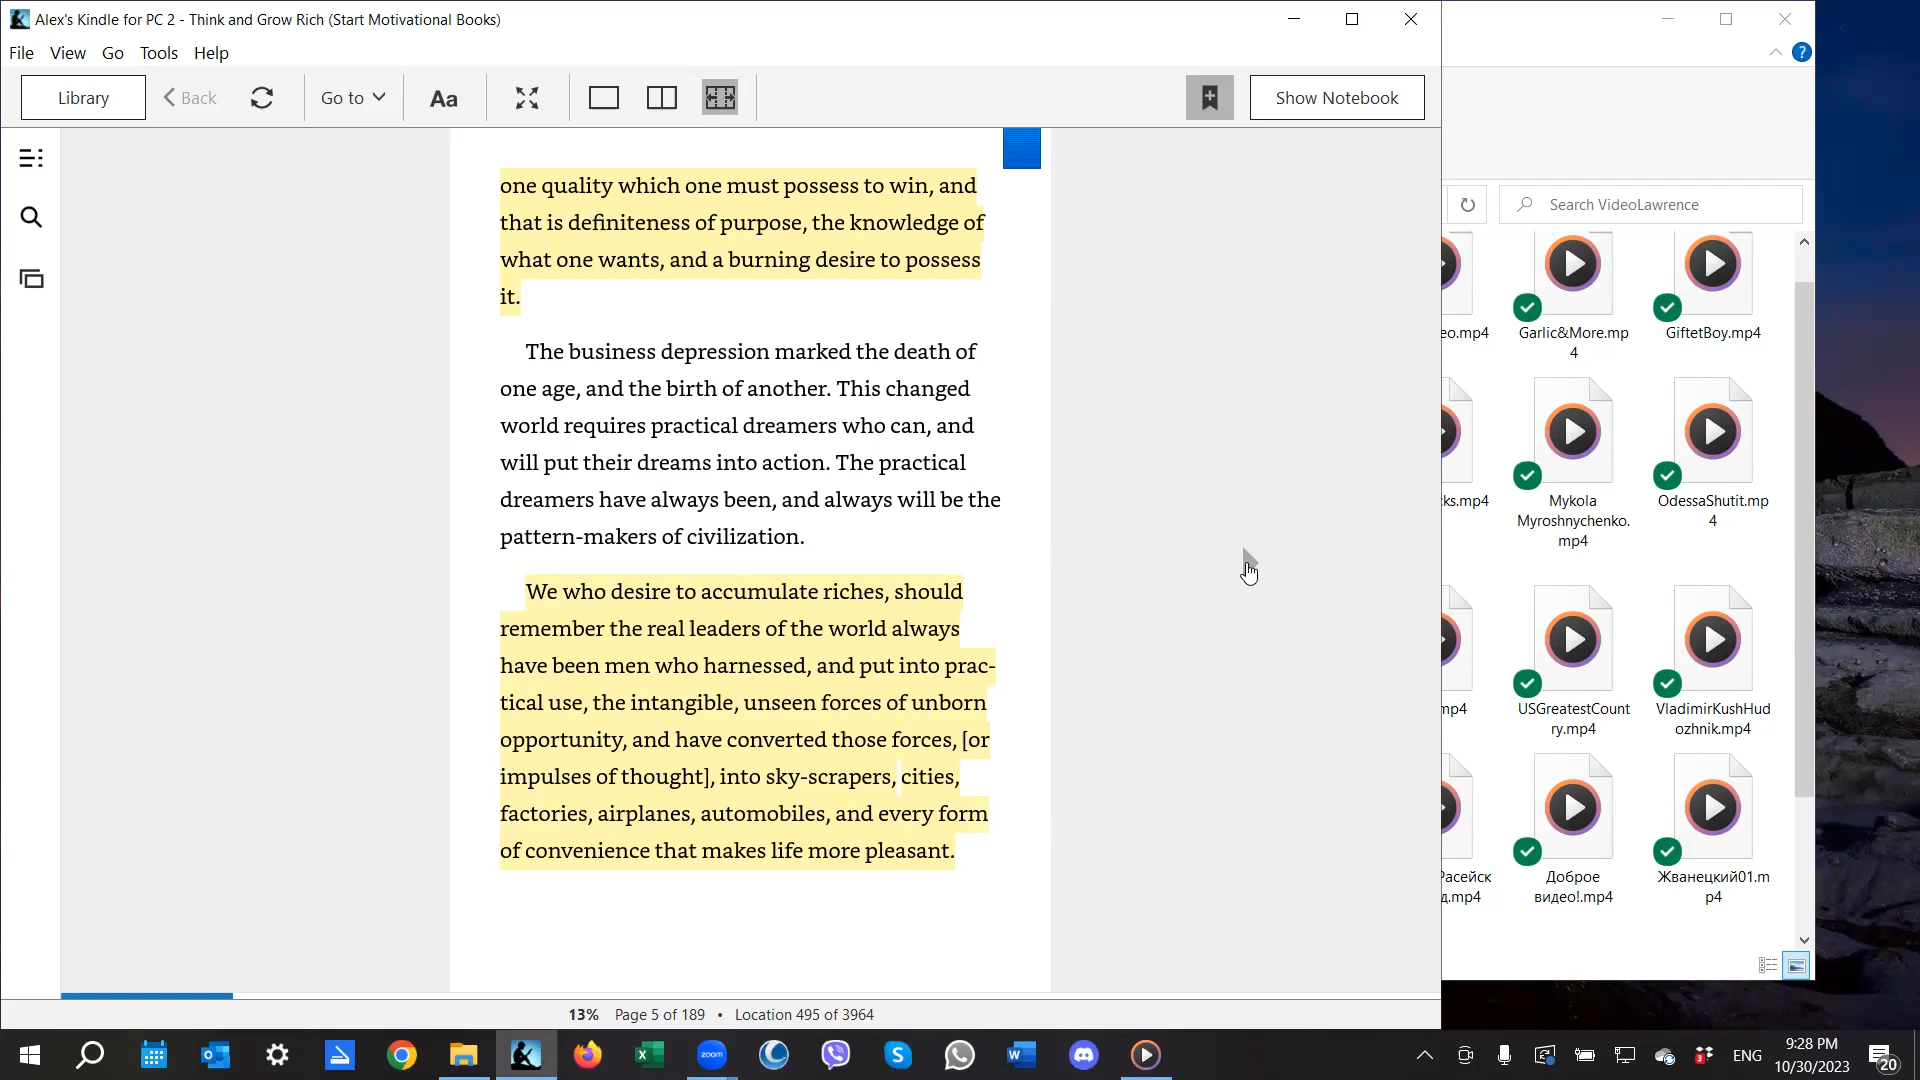 Alex's Kindle for PC 2 - Think and Grow Rich (Start Motivational Books)
File View Go Tools Help
Library
Back
Go to
Aa
Show Notebook
one quality which one must possess to win, and
that is definiteness of purpose, the knowledge of
what one wants, and a burning desire to possess
it.
The business depression marked the death of
one age, and the birth of another. This changed
world requires practical dreamers who can, and
will put their dreams into action. The practical
dreamers have always been, and always will be the
pattern-makers of civilization.
We who desire to accumulate riches, should
remember the real leaders of the world always
have been men who harnessed, and put into prac-
tical use, the intangible, unseen forces of unborn
opportunity, and have converted those forces, [or
impulses of thought], into sky-scrapers, cities,
factories, airplanes, automobiles, and every form
of convenience that makes life more pleasant.
13% Page 5 of 189 • Location 495 of 3964
?
Search VideoLawrence
eo.mp4
Garlic&More.mp
4
GiftetBoy.mp4
ks.mp4
Mykola
Myroshnychenko.
mp4
OdessaShutit.mp
4
mp4
USGreatestCount
ry.mp4
VladimirKushHud
ozhnik.mp4
Расейск
д.mp4
Доброе
видео!.mp4
Жванецкий01.m
p4
zoom
3
ENG
9:28 PM
10/30/2023
20